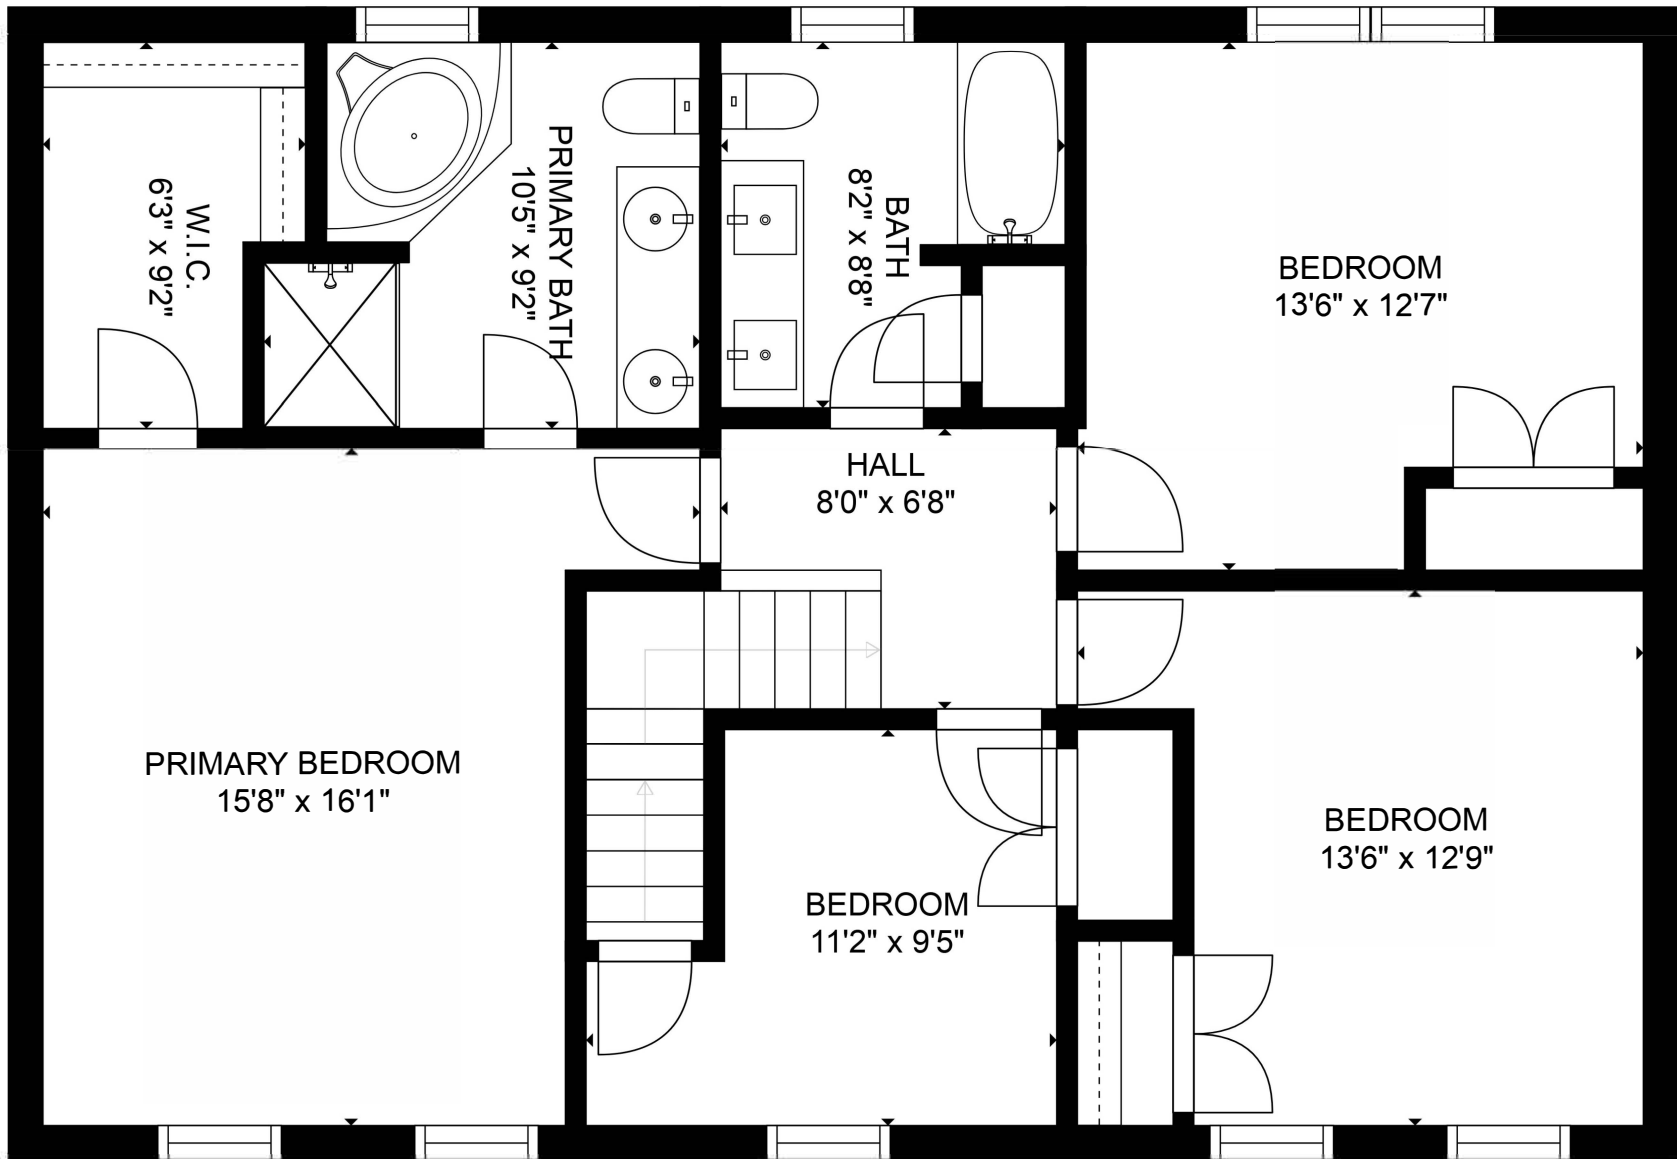 W.I.C.
6'3" x 9'2"
PRIMARY BATH
10'5" x 9'2"
BATH
8'2" x 8'8"
BEDROOM
13'6" x 12'7"
HALL
8'0" x 6'8"
PRIMARY BEDROOM
15'8" x 16'1"
BEDROOM
11'2" x 9'5"
BEDROOM
13'6" x 12'9"